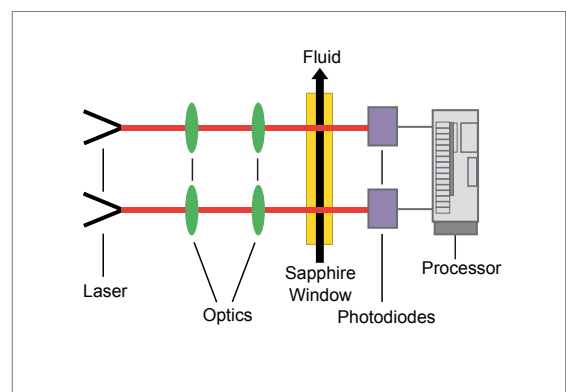 Fluid
Sapphire
Window
Processor
Laser
Optics
Photodiodes